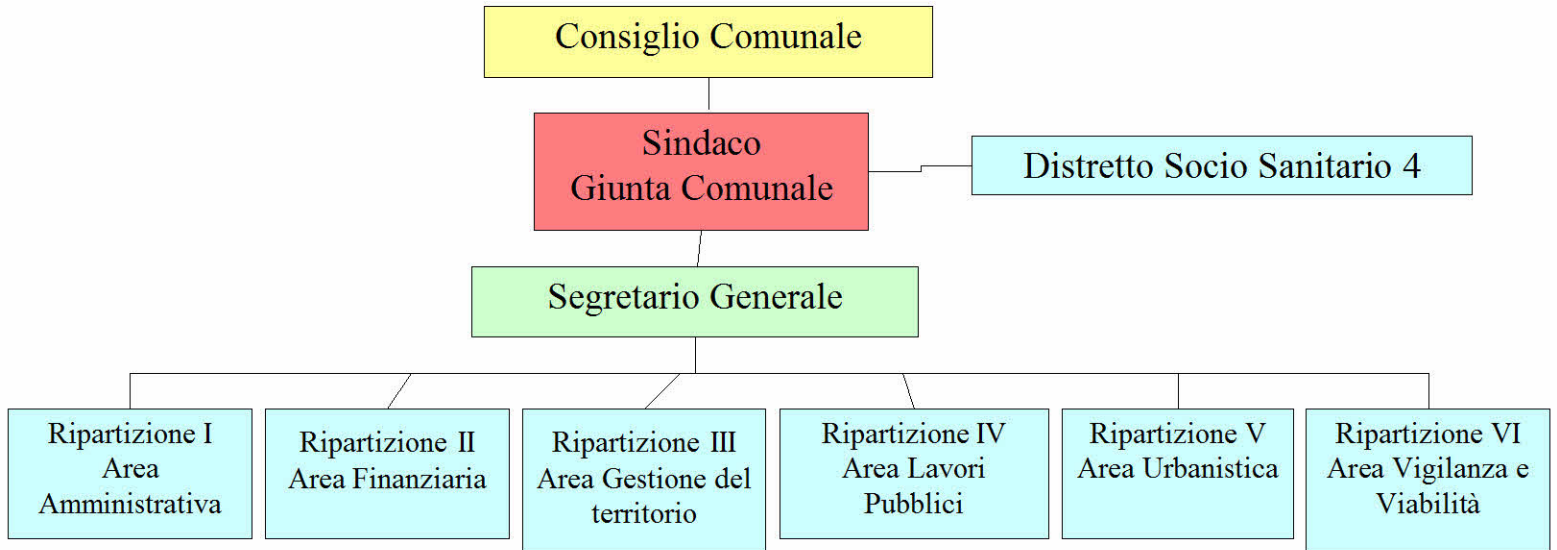 Consiglio Comunale
Sindaco
Giunta Comunale
Distretto Socio Sanitario 4
Segretario Generale
Ripartizione I
Area
Amministrativa
Ripartizione II
Area Finanziaria
Ripartizione III
Area Gestione del
territorio
Ripartizione IV
Area Lavori
Pubblici
Ripartizione V
Area Urbanistica
Ripartizione VI
Area Vigilanza e
Viabilità